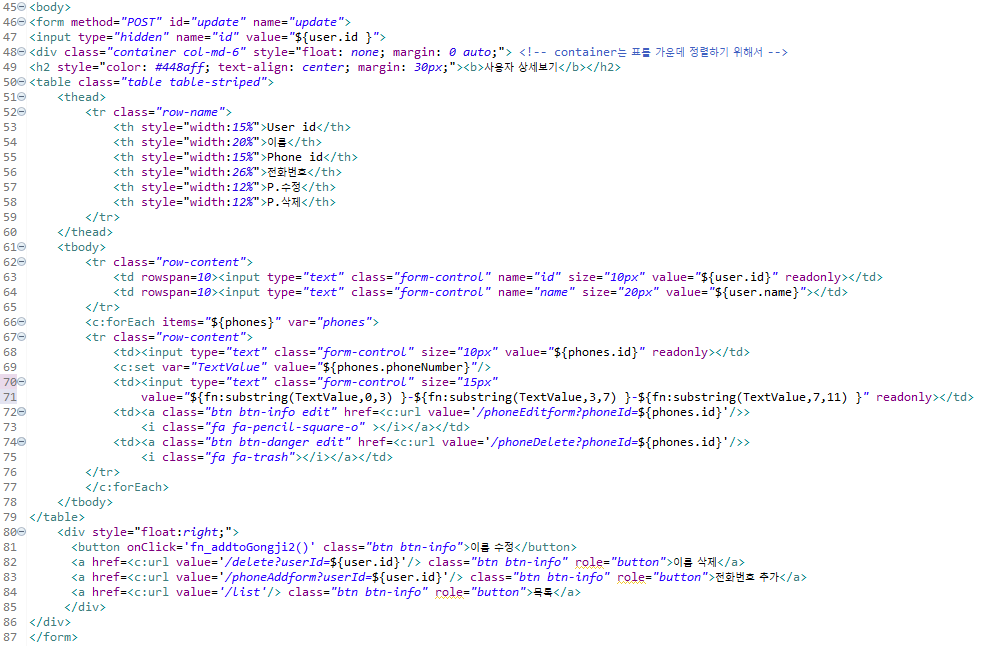 45 <body>
46 <form method="POST" id="update" name="update">
47 <input type="hidden" name="id" value="${user.id }">
48 <div class="container col-md-6" style="float: none; margin: 0 auto;"> <!-- container는 표를 가운데 정렬하기 위해서 -->
49 <h2 style="color: #448aff; text-align: center; margin: 30px;"><b>사용자 상세보기</b></h2>
50 <table class="table table-striped">
51     <thead>
52         <tr class="row-name">
53             <th style="width:15%">User id</th>
54             <th style="width:20%">이름</th>
55             <th style="width:15%">Phone id</th>
56             <th style="width:26%">전화번호</th>
57             <th style="width:12%">P.수정</th>
58             <th style="width:12%">P.삭제</th>
59         </tr>
60     </thead>
61     <tbody>
62         <tr class="row-content">
63             <td rowspan=10><input type="text" class="form-control" name="id" size="10px" value="${user.id}" readonly></td>
64             <td rowspan=10><input type="text" class="form-control" name="name" size="20px" value="${user.name}"></td>
65         </tr>
66         <c:forEach items="${phones}" var="phones">
67         <tr class="row-content">
68             <td><input type="text" class="form-control" size="10px" value="${phones.id}" readonly></td>
69             <c:set var="TextValue" value="${phones.phoneNumber}"/>
70             <td><input type="text" class="form-control" size="15px"
71                 value="${fn:substring(TextValue,0,3) }-${fn:substring(TextValue,3,7) }-${fn:substring(TextValue,7,11) }" readonly></td>
72             <td><a class="btn btn-info edit" href=<c:url value='/phoneEditform?phoneId=${phones.id}'/>>
73                 <i class="fa fa-pencil-square-o" ></i></a></td>
74             <td><a class="btn btn-danger edit" href=<c:url value='/phoneDelete?phoneId=${phones.id}'/>>
75                 <i class="fa fa-trash"></i></a></td>
76         </tr>
77         </c:forEach>
78     </tbody>
79 </table>
80     <div style="float:right;">
81       <button onClick='fn_addtoGongji2()' class="btn btn-info">이름 수정</button>
82       <a href=<c:url value='/delete?userId=${user.id}'/> class="btn btn-info" role="button">이름 삭제</a>
83       <a href=<c:url value='/phoneAddform?userId=${user.id}'/> class="btn btn-info" role="button">전화번호 추가</a>
84       <a href=<c:url value='/list'/> class="btn btn-info" role="button">목록</a>
85      </div>
86 </div>
87 </form>